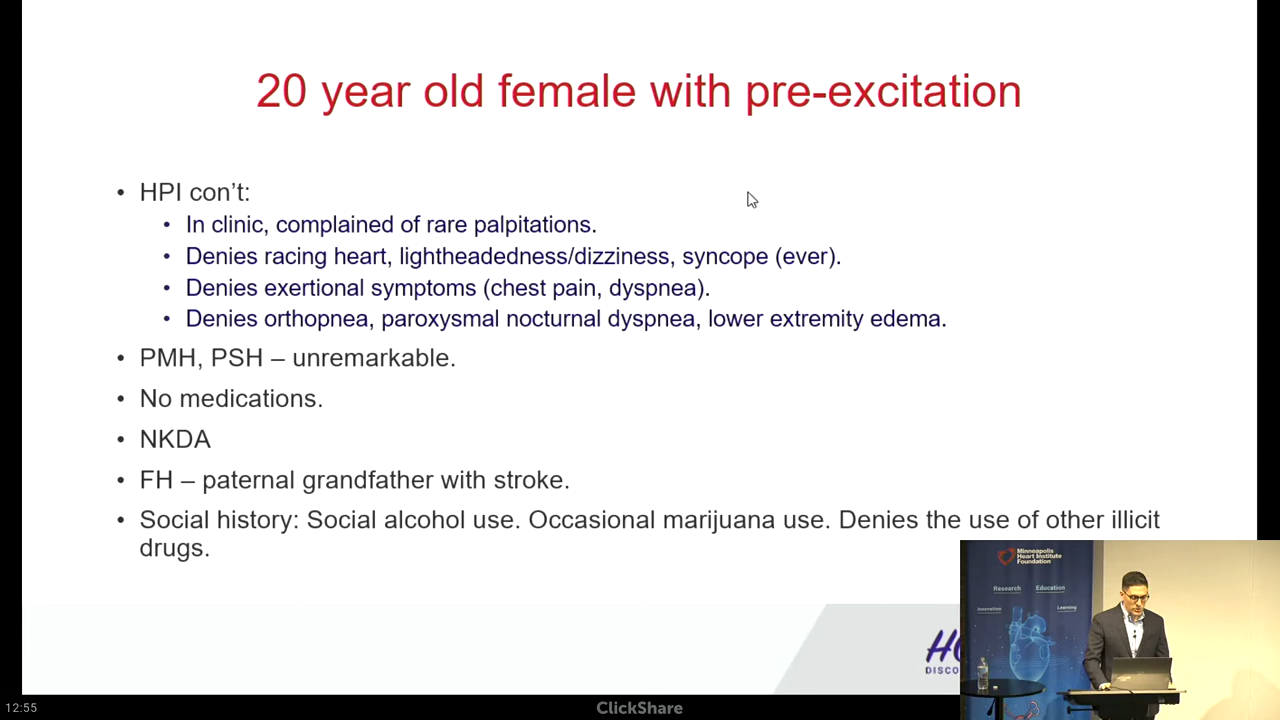 20 year old female with pre-excitation
• HPI con't:
• In clinic, complained of rare palpitations.
• Denies racing heart, lightheadedness/dizziness, syncope (ever).
• Denies exertional symptoms (chest pain, dyspnea).
• Denies orthopnea, paroxysmal nocturnal dyspnea, lower extremity edema.
• PMH, PSH – unremarkable.
• No medications.
• NKDA
• FH – paternal grandfather with stroke.
• Social history: Social alcohol use. Occasional marijuana use. Denies the use of other illicit
drugs.
Minneapolis
Heart Institute
Foundation
Research Education
Innovation Learning
12:55
ClickShare